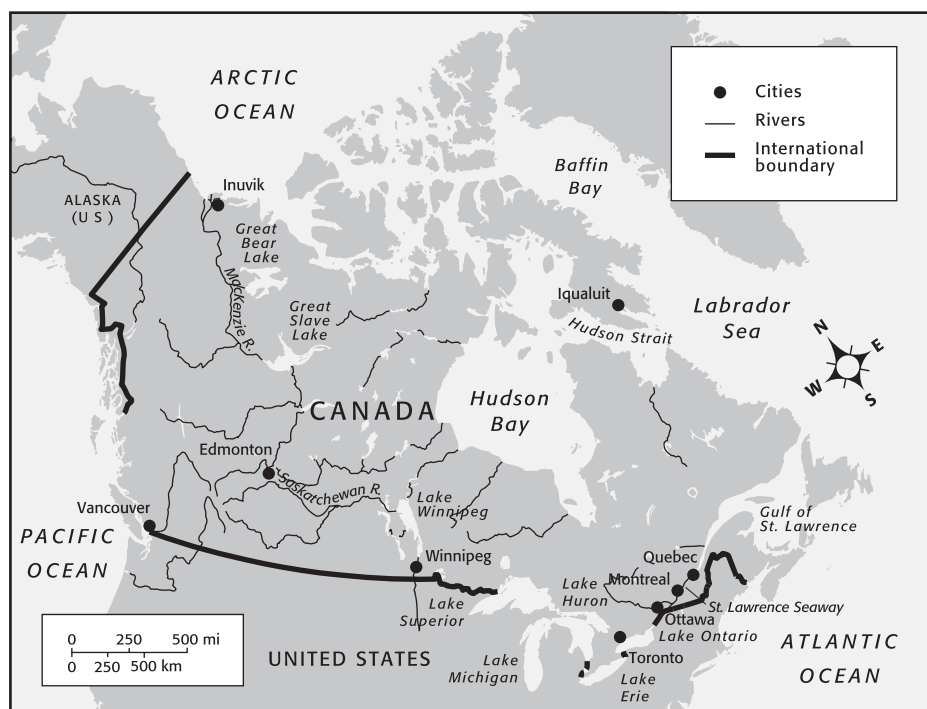 ARCTIC
OCEAN
Cities
Rivers
International
boundary
Baffin
Bay
Inuvik
ALASKA
(U S)
Great
Bear
Lake
MacKenzie R.
Great
Slave
Lake
Iqualuit
Hudson Strait
Labrador
Sea
N
E
W
S
CANADA
Hudson
Bay
Edmonton
Saskatchewan R.
Lake
Winnipeg
Vancouver
PACIFIC
OCEAN
Winnipeg
Gulf of
St. Lawrence
Quebec
Montreal
Lake
Huron
St. Lawrence Seaway
Ottawa
Lake
Superior
Lake Ontario
Toronto
ATLANTIC
OCEAN
0 250 500 mi
0 250 500 km
UNITED STATES
Lake
Michigan
Lake
Erie